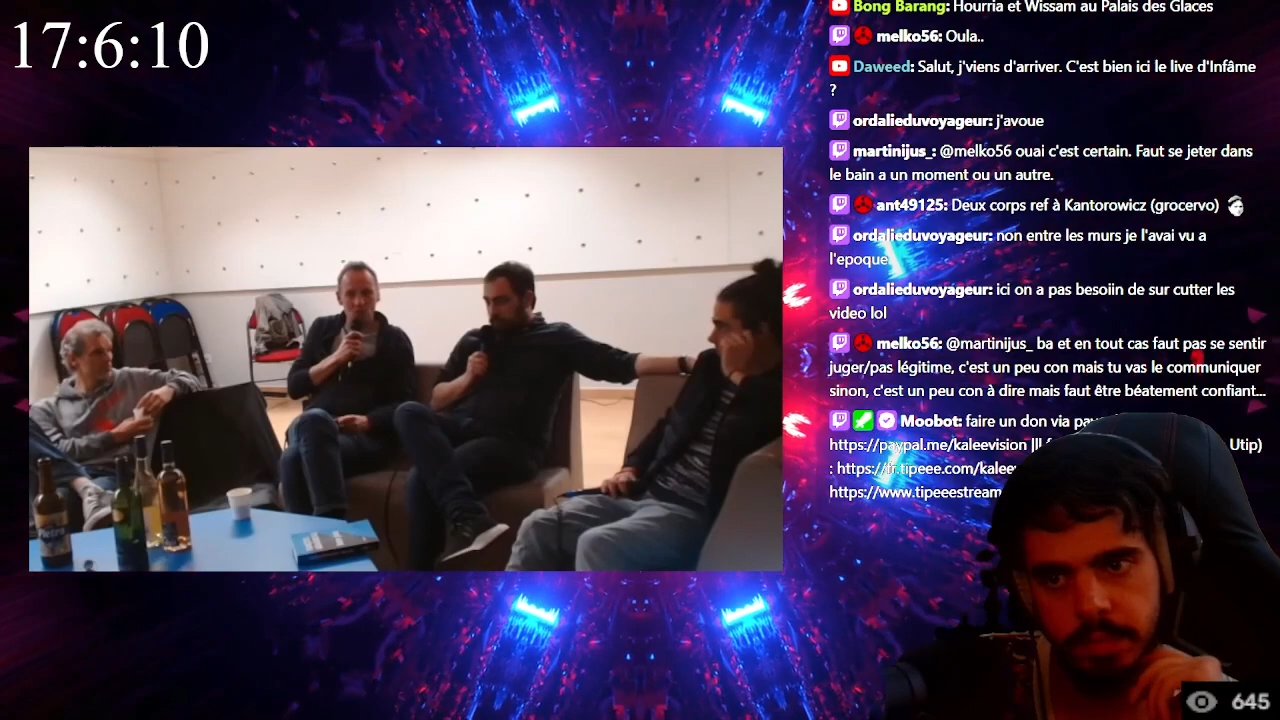 17:6:10
Bong Barang: Hourria et Wissam au Palais des Glaces
melko56: Oula..
Daweed: Salut, j'viens d'arriver. C'est bien ici le live d'Infâme
?
ordalieduvoyageur: j'avoue
martinijus_: @melko56 ouai c'est certain. Faut se jeter dans
le bain a un moment ou un autre.
ant49125: Deux corps ref à Kantorowicz (grocervo)
ordalieduvoyageur: non entre les murs je l'avai vu a
l'epoque
ordalieduvoyageur: ici on a pas besoiin de sur cutter les
video lol
melko56: @martinijus_ ba et en tout cas faut pas se sentir
juger/pas légitime, c'est un peu con mais tu vas le communiquer
sinon, c'est un peu con à dire mais faut être béatement confiant...
Moobot: faire un don via
https://paypal.me/kaleevision Utip)
: https://fr.tipeee.com/kalee
https://www.tipeeestream
645